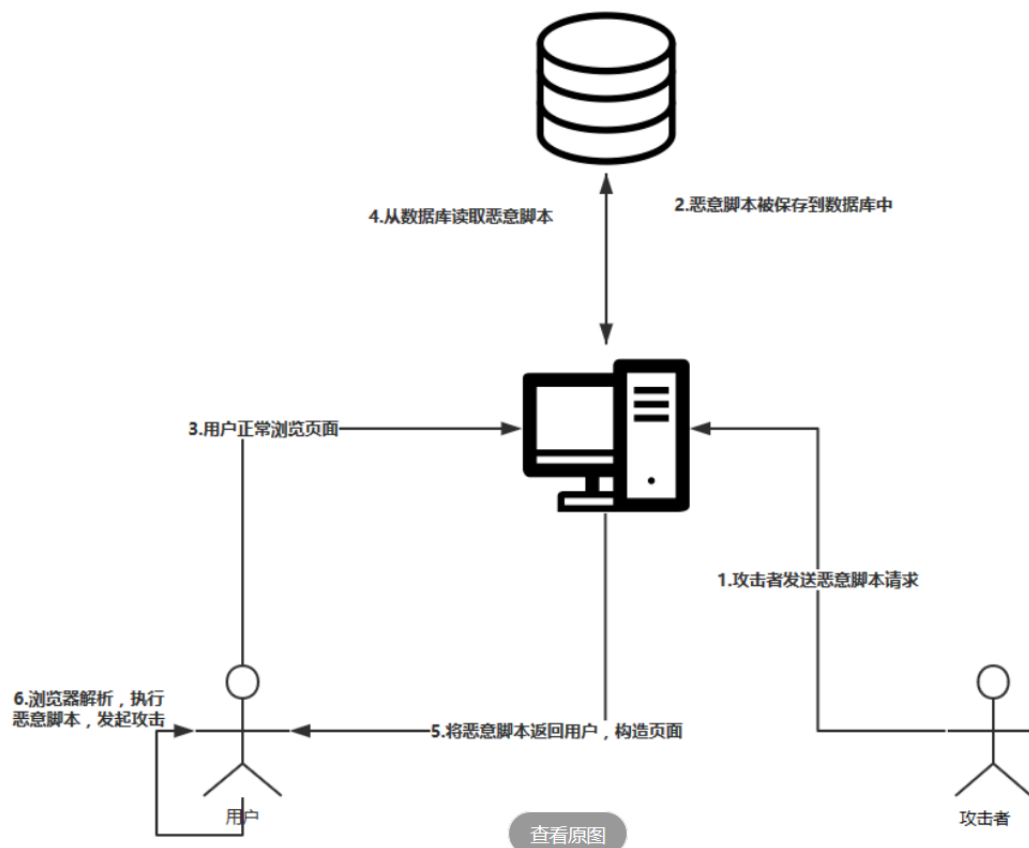 4.从数据库读取恶意脚本
2.恶意脚本被保存到数据库中
3.用户正常浏览页面
1.攻击者发送恶意脚本请求
6.浏览器解析，执行
恶意脚本，发起攻击
5.将恶意脚本返回用户，构造页面
用户
攻击者
查看原图